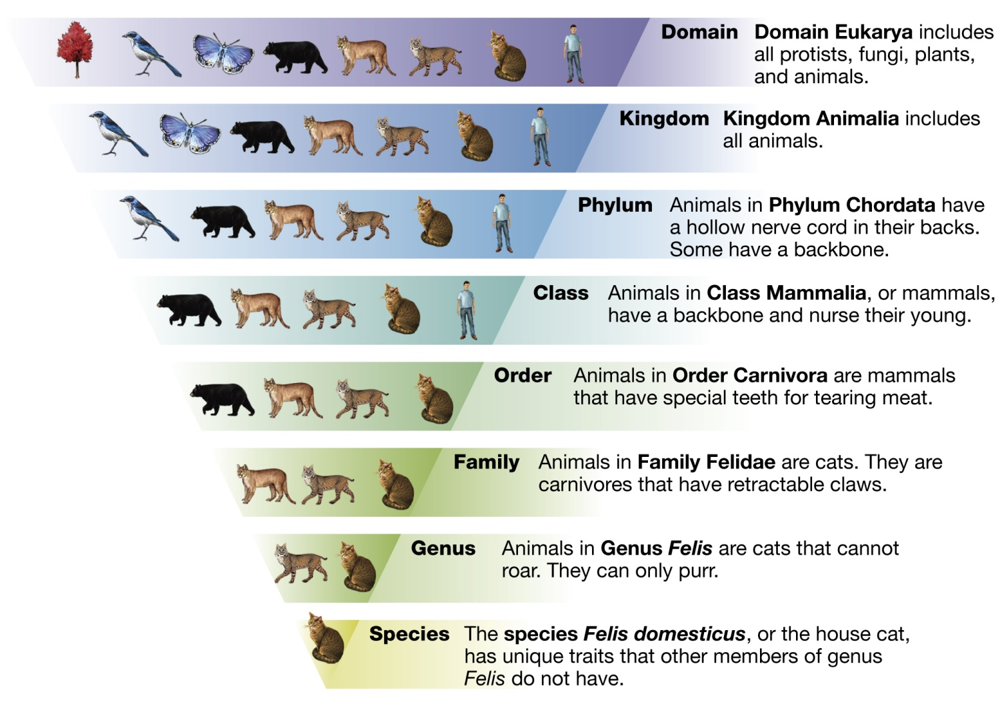 Domain Domain Eukarya includes
all protists, fungi, plants,
and animals.
Kingdom Kingdom Animalia includes
all animals.
Phylum Animals in Phylum Chordata have
a hollow nerve cord in their backs.
Some have a backbone.
Class Animals in Class Mammalia, or mammals,
have a backbone and nurse their young.
Order Animals in Order Carnivora are mammals
that have special teeth for tearing meat.
Family Animals in Family Felidae are cats. They are
carnivores that have retractable claws.
Genus Animals in Genus Felis are cats that cannot
roar. They can only purr.
Species The species Felis domesticus, or the house cat,
has unique traits that other members of genus
Felis do not have.